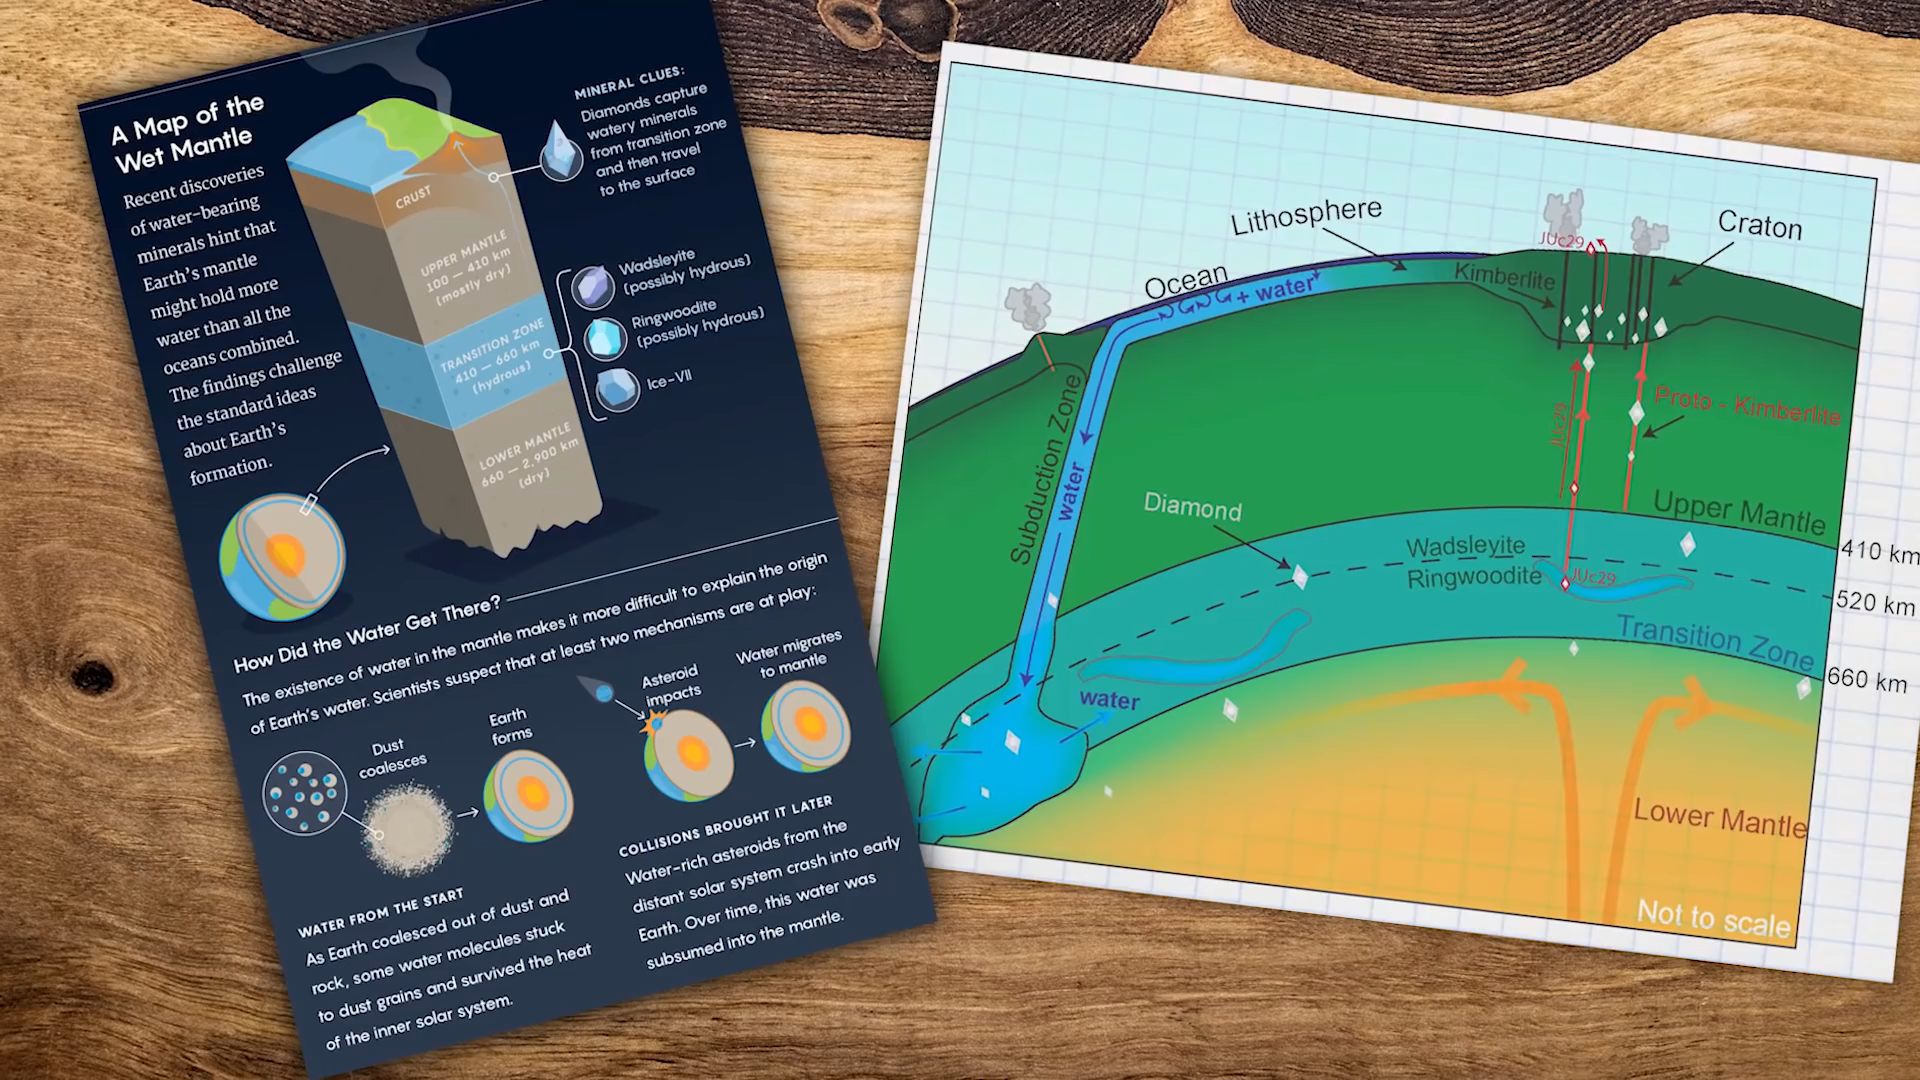 A Map of the
Wet Mantle
Recent discoveries
of water-bearing
minerals hint that
Earth's mantle
might hold more
water than all the
oceans combined.
The findings challenge
the standard ideas
about Earth's
formation.
CRUST
UPPER MANTLE
100 — 410 km
(mostly dry)
TRANSITION ZONE
410 — 660 km
(hydrous)
LOWER MANTLE
660 — 2,900 km
(dry)
MINERAL CLUES:
Diamonds capture
watery minerals
from transition zone
and then travel
to the surface
Wadsleyite
(possibly hydrous)
Ringwoodite
(possibly hydrous)
Ice-VII
How Did the Water Get There?
The existence of water in the mantle makes it more difficult to explain the origin
of Earth's water. Scientists suspect that at least two mechanisms are at play:
Dust
coalesces
Earth
forms
Asteroid
impacts
Water migrates
to mantle
WATER FROM THE START
As Earth coalesced out of dust and
rock, some water molecules stuck
to dust grains and survived the heat
of the inner solar system.
COLLISIONS BROUGHT IT LATER
Water-rich asteroids from the
distant solar system crash into early
Earth. Over time, this water was
subsumed into the mantle.
Lithosphere
Craton
JUc29
Ocean
+ water
Kimberlite
Subduction Zone
water
JUc29
Proto - Kimberlite
Diamond
Upper Mantle
410 km
Wadsleyite
Ringwoodite
JUc29
520 km
Transition Zone
660 km
water
Lower Mantle
Not to scale